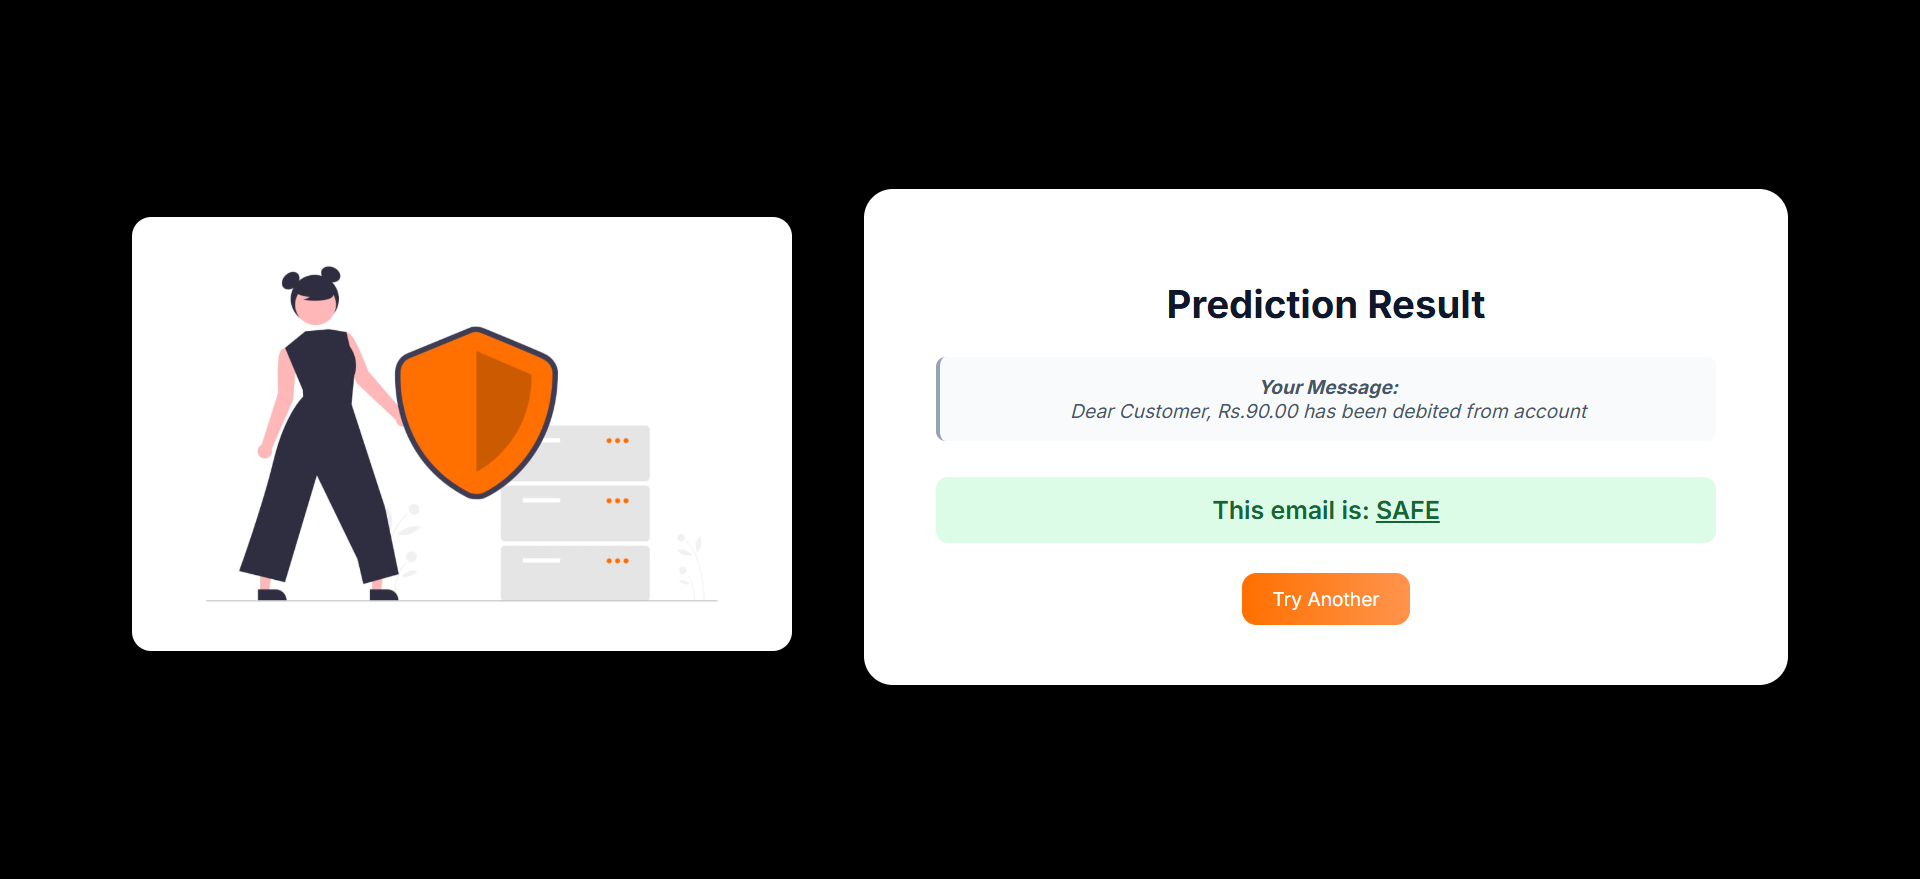 Prediction Result
Your Message:
Dear Customer, Rs.90.00 has been debited from account
This email is: SAFE
Try Another